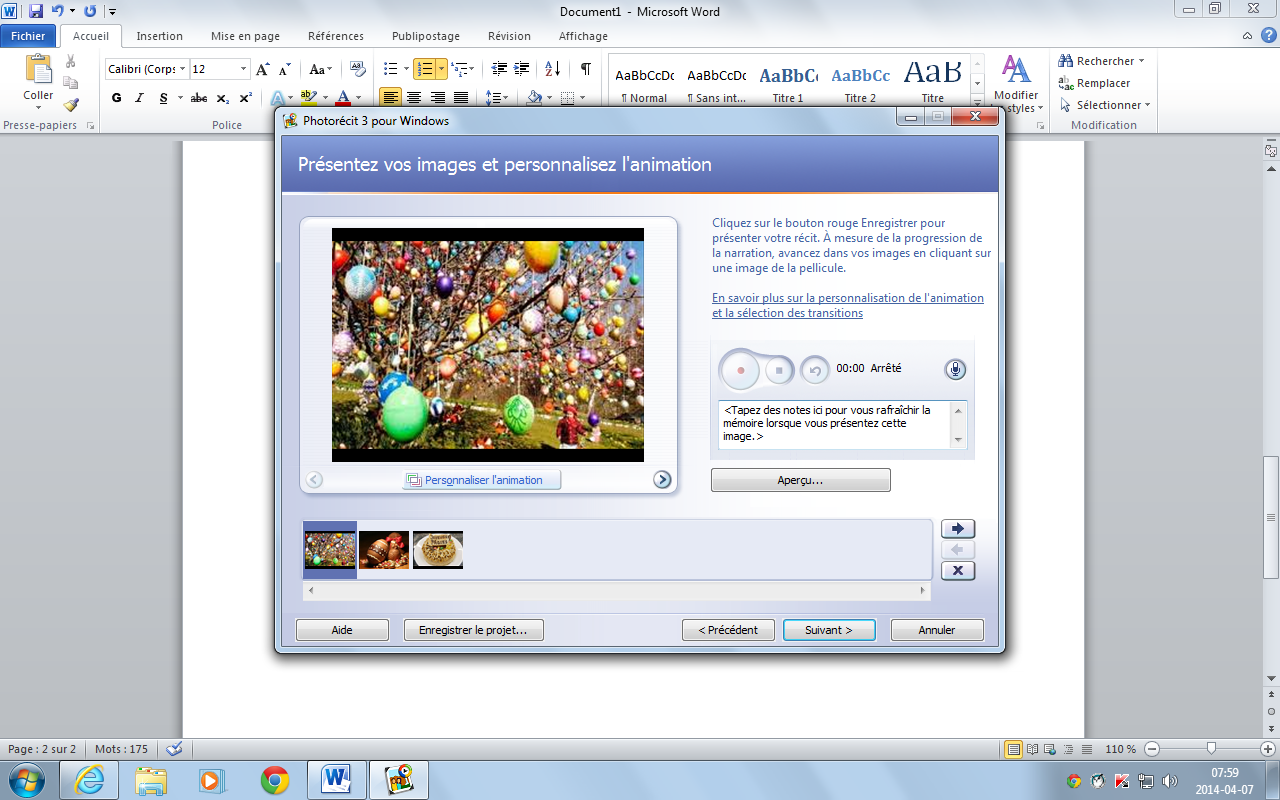 Document1 - Microsoft Word
Fichier Accueil Insertion Mise en page Références Publipostage Révision Affichage
Coller
Presse-papiers
Calibri (Corps 12
Aa
G I S abc x₂ x²
A
Police
¶
AaBbCcDc AaBbCcDc AaBbC AaBbCc AaB
¶ Normal ¶ Sans int... Titre 1 Titre 2 Titre
Modifier
styles
Rechercher
Remplacer
Sélectionner
Modification
Photorécit 3 pour Windows
Présentez vos images et personnalisez l'animation
Cliquez sur le bouton rouge Enregistrer pour
présenter votre récit. À mesure de la progression de
la narration, avancez dans vos images en cliquant sur
une image de la pellicule.
En savoir plus sur la personnalisation de l'animation
et la sélection des transitions
00:00 Arrêté
<Tapez des notes ici pour vous rafraîchir la
mémoire lorsque vous présentez cette
image.>
Personnaliser l'animation
Aperçu...
Aide Enregistrer le projet... < Précédent Suivant > Annuler
Page : 2 sur 2 Mots : 175 110 %
07:59
2014-04-07